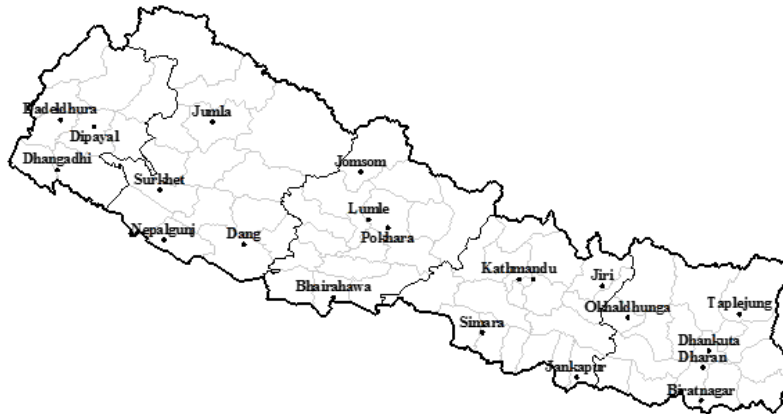 Dadeldhura
Jumla
Dipayal
Dhangadhi
Jomsom
Surkhet
Lumle
Nepalgunj
Dang
Pokhara
Kathmandu
Jiri
Bhairahawa
Okhaldhunga
Taplejung
Simara
Dhankuta
Dharan
Jankapur
Biratnagar